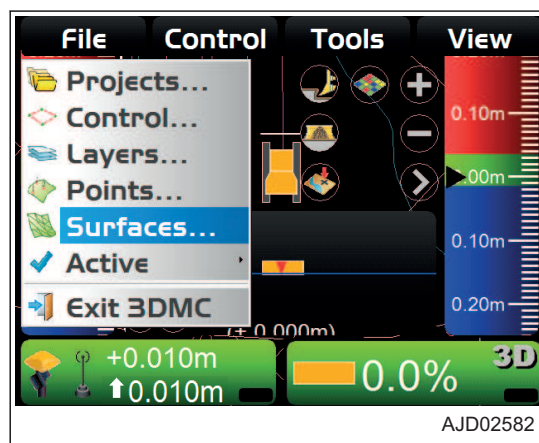 File Control Tools View
Projects...
Control...
Layers...
Points...
Surfaces...
Active
Exit 3DMC
0.10m
.00m
0.10m
0.20m
(± 0.000m)
+0.010m
0.010m
0.0%
3D
AJD02582